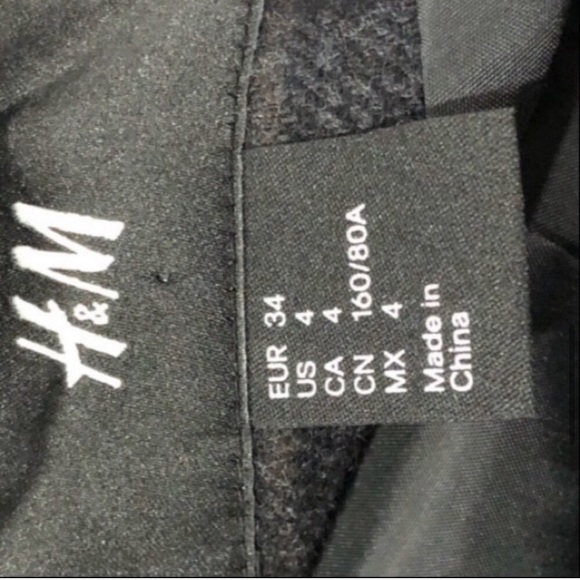 H&M
EUR 34
US 4
CA 4
CN 160/80A
MX 4
Made in
China